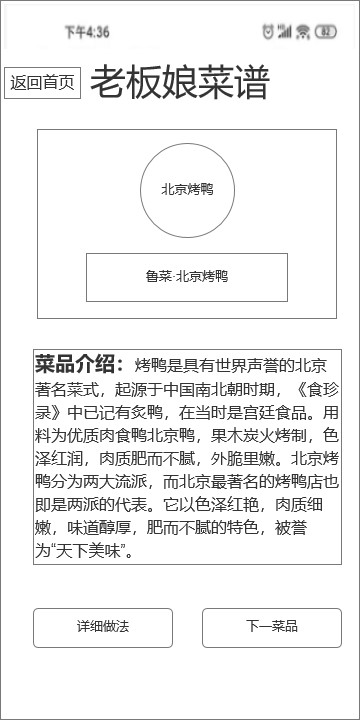 下午4:36
82
返回首页
老板娘菜谱
北京烤鸭
鲁菜·北京烤鸭
菜品介绍：烤鸭是具有世界声誉的北京
著名菜式，起源于中国南北朝时期，《食珍
录》中已记有炙鸭，在当时是宫廷食品。用
料为优质肉食鸭北京鸭，果木炭火烤制，色
泽红润，肉质肥而不腻，外脆里嫩。北京烤
鸭分为两大流派，而北京最著名的烤鸭店也
即是两派的代表。它以色泽红艳，肉质细
嫩，味道醇厚，肥而不腻的特色，被誉
为“天下美味”。
详细做法
下一菜品